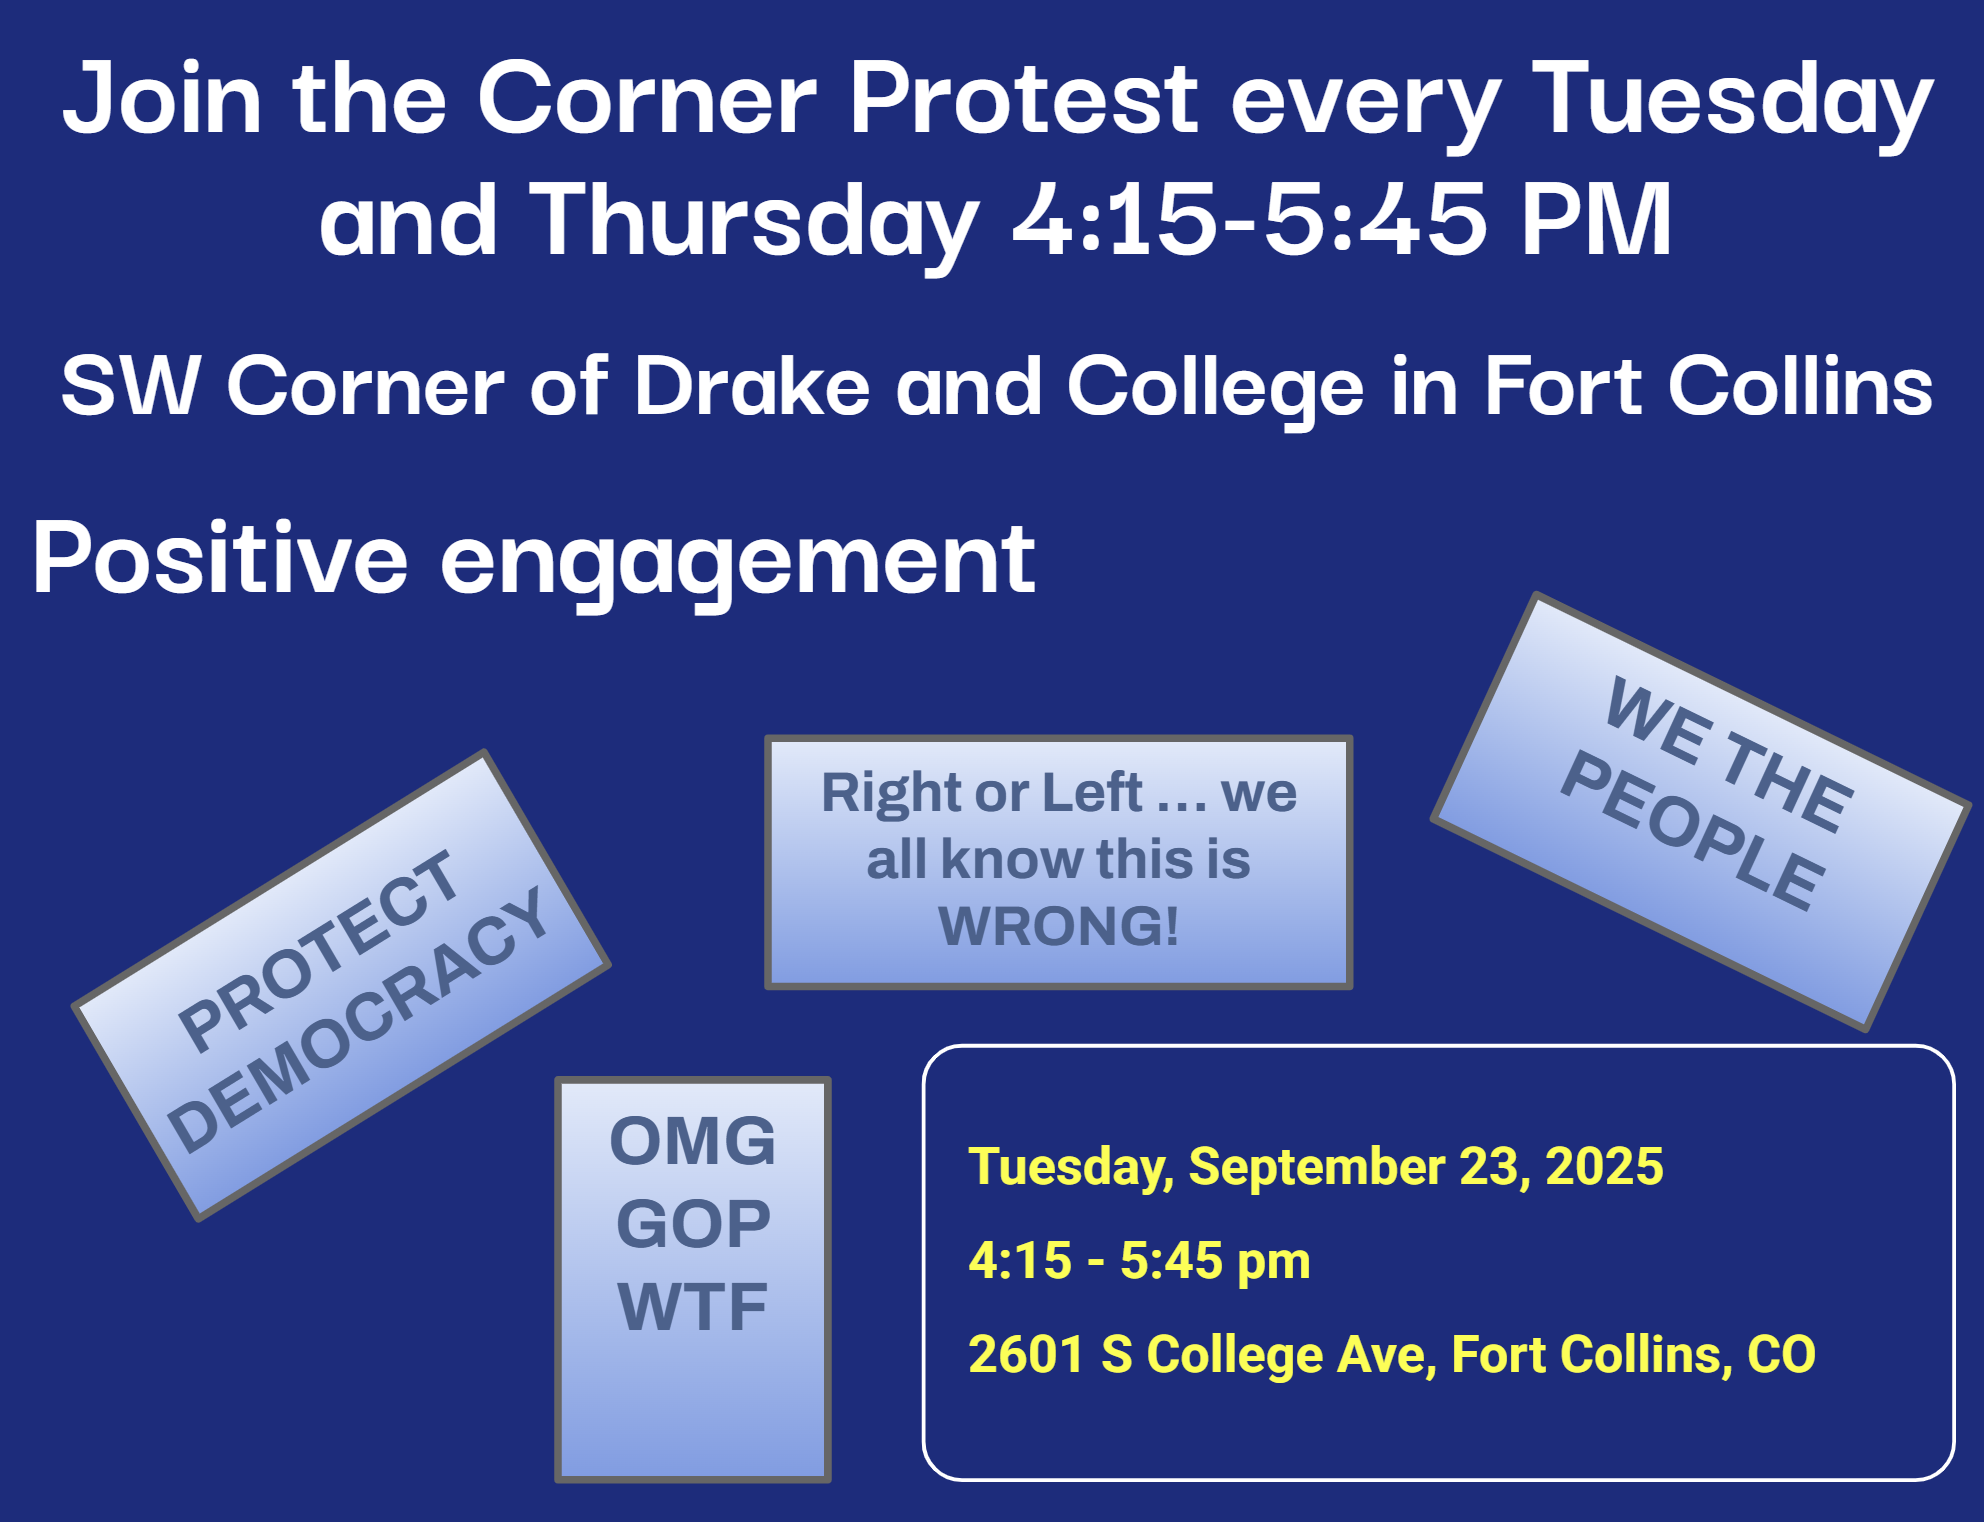 Join the Corner Protest every Tuesday
and Thursday 4:15-5:45 PM
SW Corner of Drake and College in Fort Collins
Positive engagement
WE THE
PEOPLE
Right or Left … we
all know this is
WRONG!
PROTECT
DEMOCRACY
OMG
GOP
WTF
Tuesday, September 23, 2025
4:15 - 5:45 pm
2601 S College Ave, Fort Collins, CO